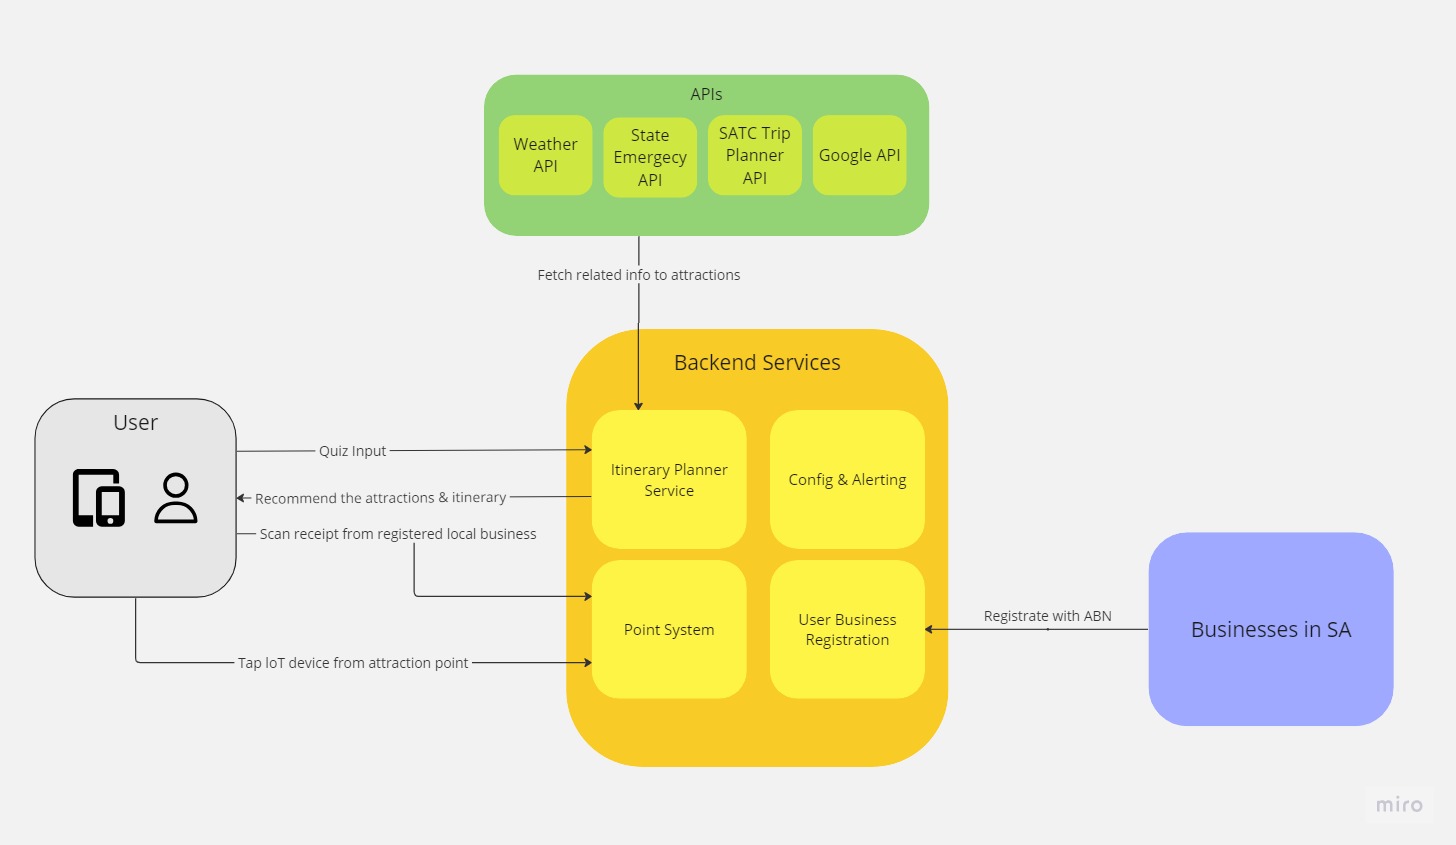 APIs
Weather
API
State
Emergecy
API
SATC Trip
Planner
API
Google API
Fetch related info to attractions
Backend Services
User
Quiz Input
Itinerary Planner
Service
Config & Alerting
Recommend the attractions & itinerary
Scan receipt from registered local business
Point System
User Business
Registration
Registrate with ABN
Businesses in SA
Tap IoT device from attraction point
miro